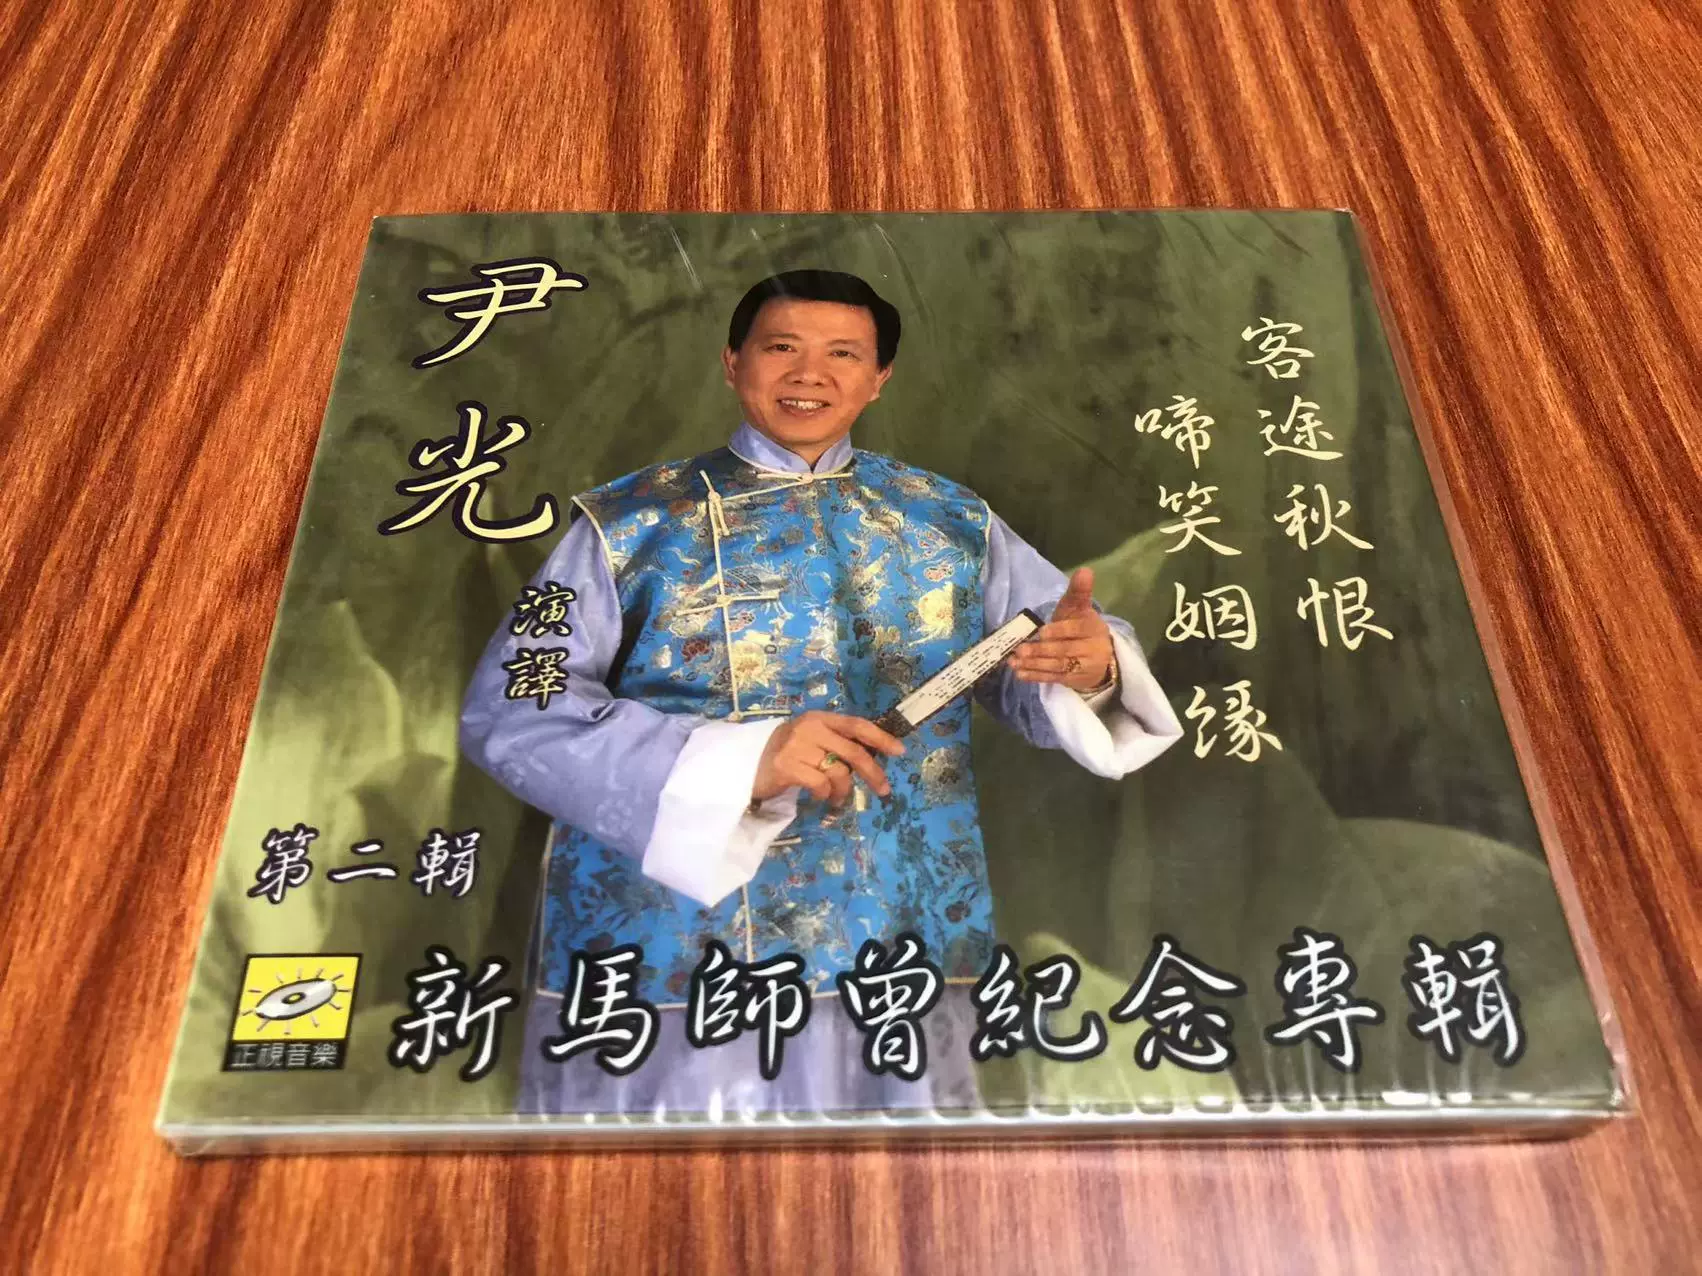 尹光
演譯
客途秋恨
啼笑姻緣
第二輯
正視音樂
新馬師曾紀念專輯